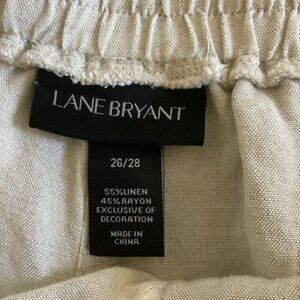 LANE BRYANT
26/28
55%LINEN
45%RAYON
EXCLUSIVE OF
DECORATION
MADE IN
CHINA